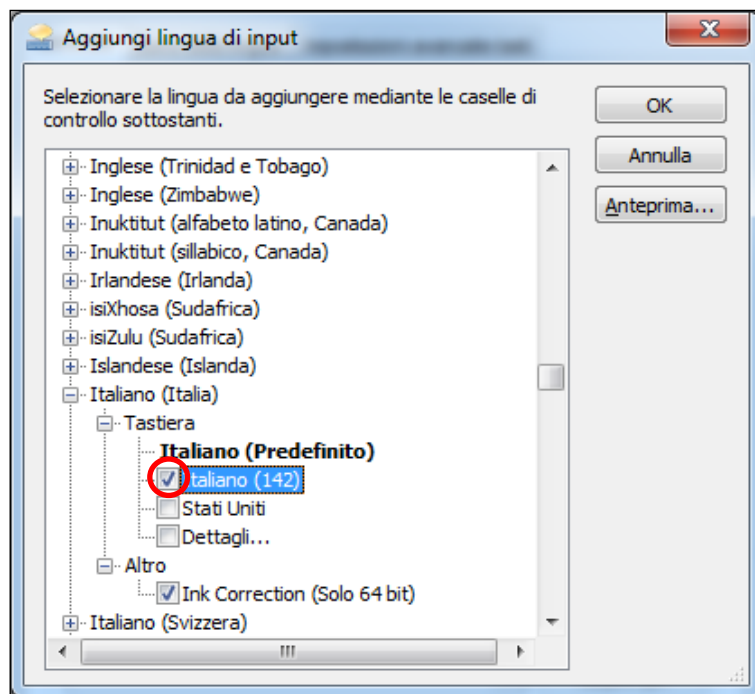 Aggiungi lingua di input
Selezionare la lingua da aggiungere mediante le caselle di
controllo sottostanti.
OK
Annulla
Anteprima...
Inglese (Trinidad e Tobago)
Inglese (Zimbabwe)
Inuktitut (alfabeto latino, Canada)
Inuktitut (sillabico, Canada)
Irlandese (Irlanda)
isiXhosa (Sudafrica)
isiZulu (Sudafrica)
Islandese (Islanda)
Italiano (Italia)
Tastiera
Italiano (Predefinito)
Italiano (142)
Stati Uniti
Dettagli...
Altro
Ink Correction (Solo 64 bit)
Italiano (Svizzera)